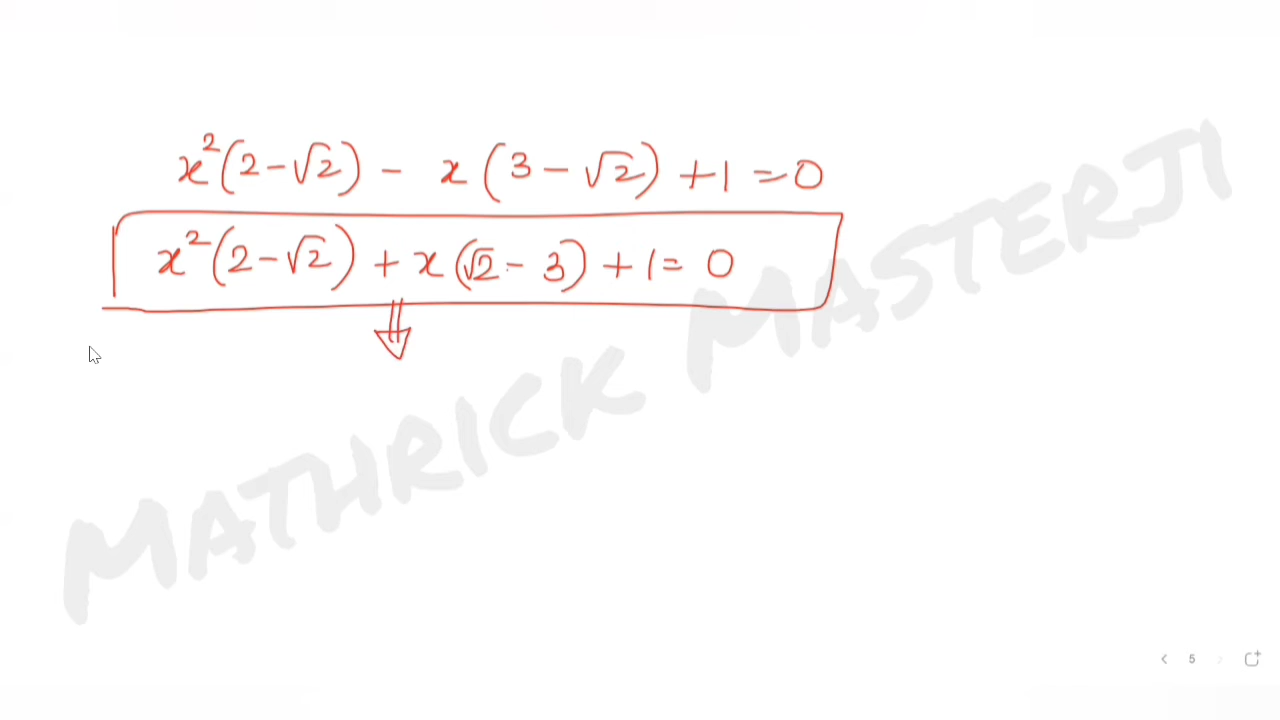 x²(2-√2) - x(3-√2) +1 = 0
x²(2-√2) + x(√2-3) +1 = 0
MATHRICK MASTERJI
< 5 >